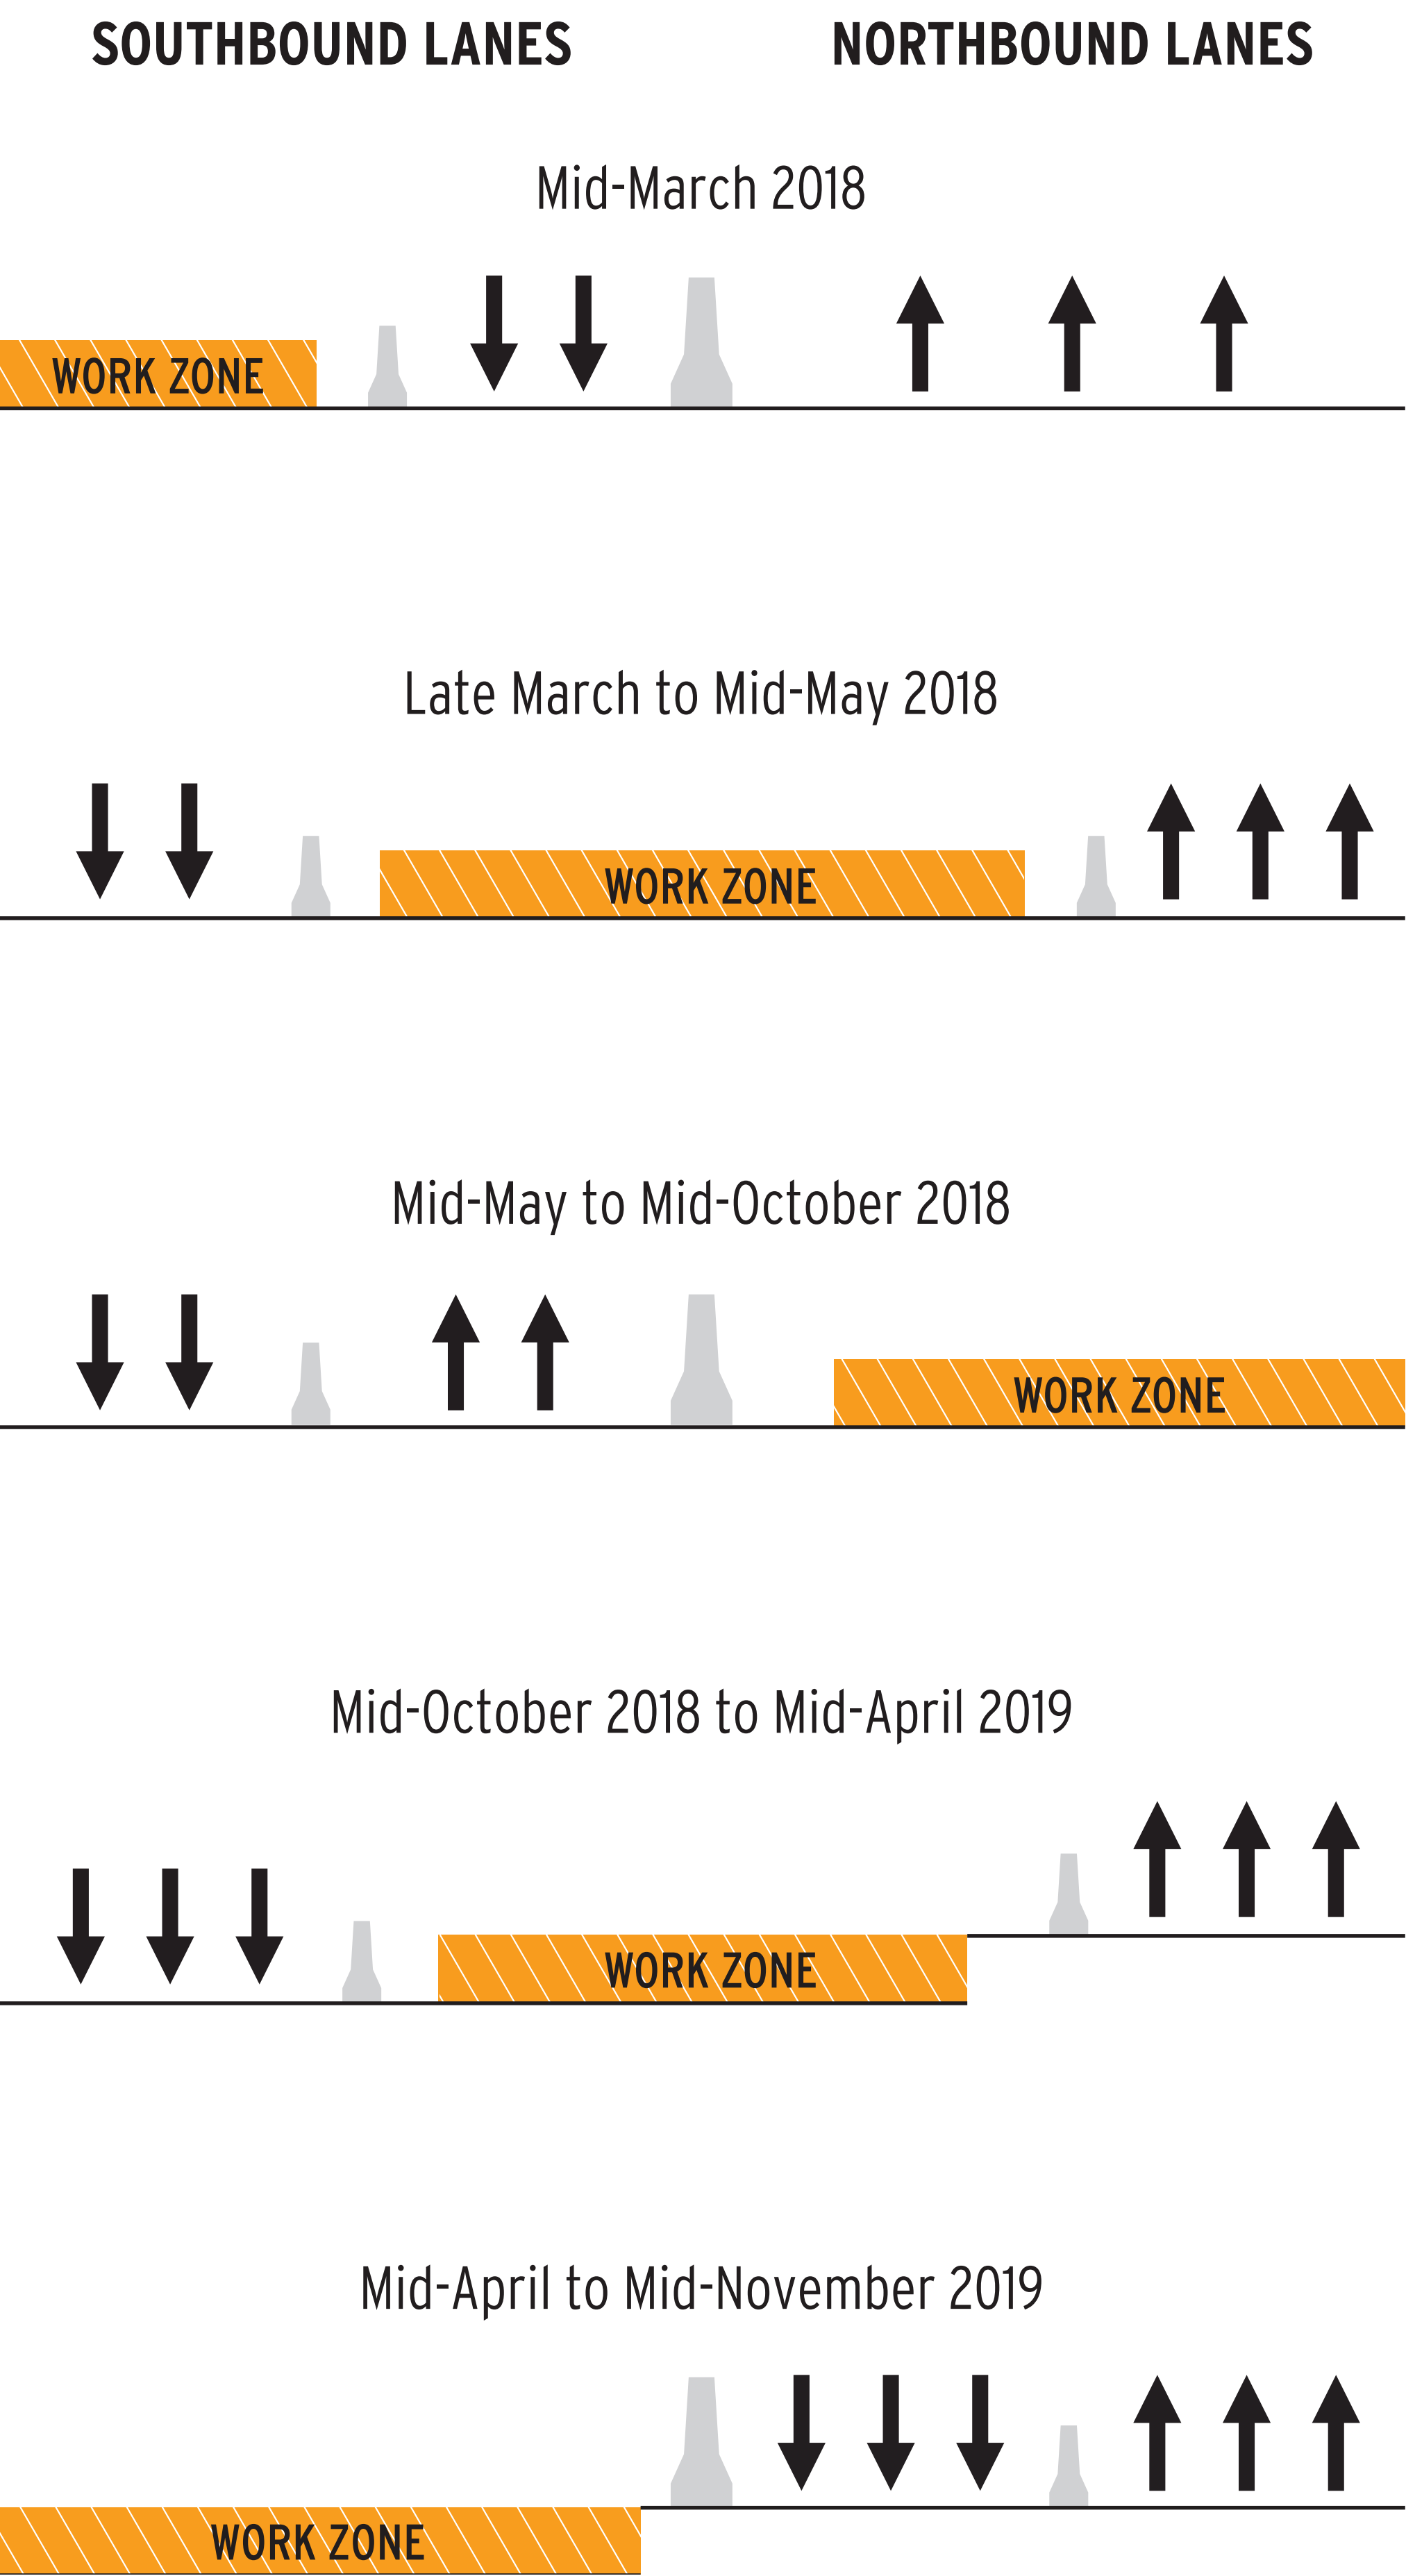 SOUTHBOUND LANES
NORTHBOUND LANES
Mid-March 2018
WORK ZONE
Late March to Mid-May 2018
WORK ZONE
Mid-May to Mid-October 2018
WORK ZONE
Mid-October 2018 to Mid-April 2019
WORK ZONE
Mid-April to Mid-November 2019
WORK ZONE